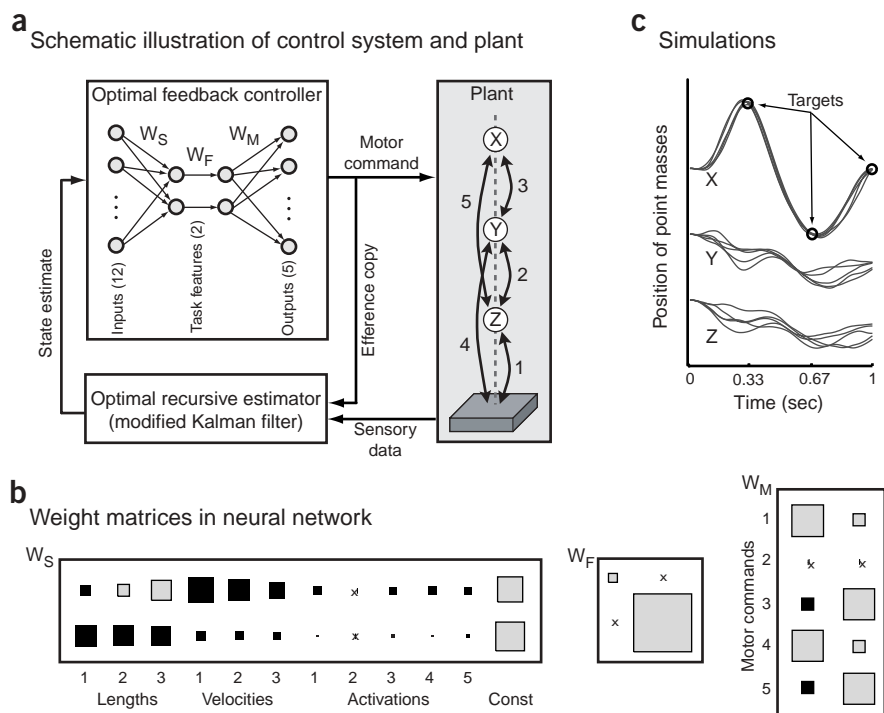 a
Schematic illustration of control system and plant
Optimal feedback controller
W_S
W_F
W_M
Inputs (12)
Task features (2)
Outputs (5)
Motor
command
Efference copy
State estimate
Optimal recursive estimator
(modified Kalman filter)
Sensory
data
Plant
X
Y
Z
5
3
2
4
1
c
Simulations
Targets
Position of point masses
X
Y
Z
0
0.33
0.67
1
Time (sec)
b
Weight matrices in neural network
W_S
1 2 3 1 2 3 1 2 3 4 5
Lengths Velocities Activations Const
W_F
W_M
Motor commands
1
2
3
4
5